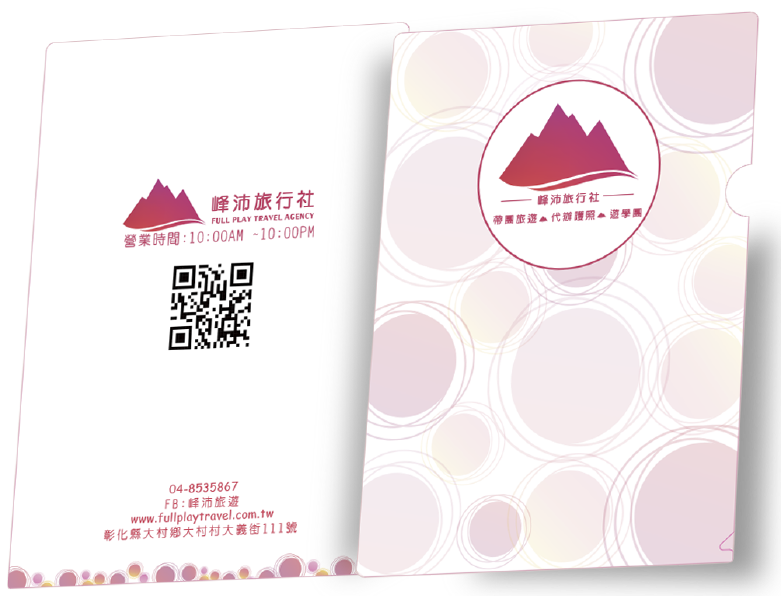 峰沛旅行社
FULL PLAY TRAVEL AGENCY
營業時間:10:00AM ~10:00PM
04-8535867
FB:峰沛旅遊
www.fullplaytravel.com.tw
彰化縣大村鄉大村村大義街111號
峰沛旅行社
帶團旅遊▲代辦護照▲遊學團